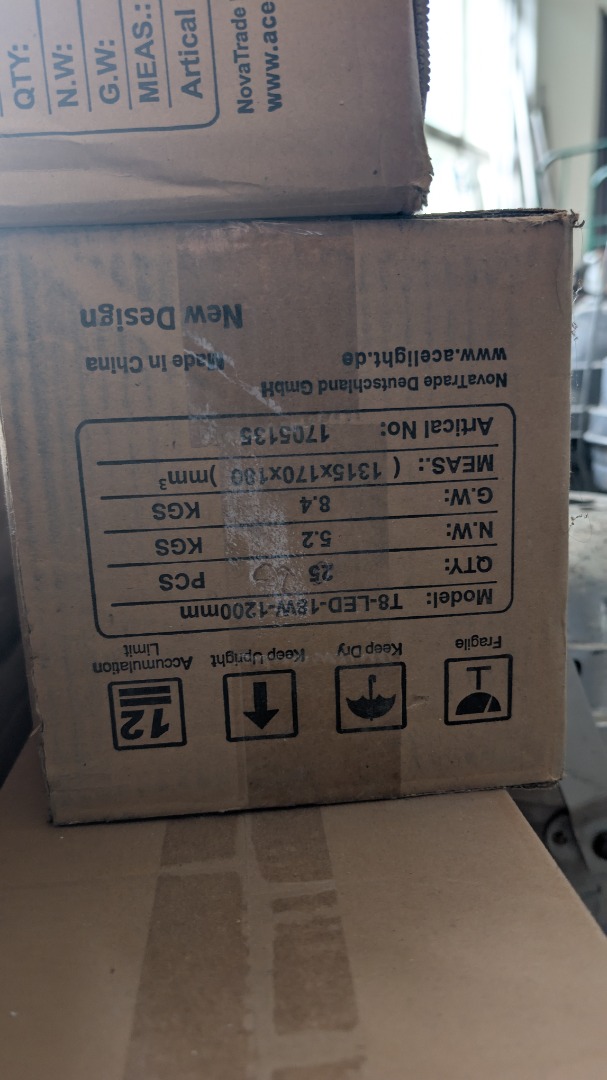 QTY:
N.W:
G.W:
MEAS.:
Artical
NovaTrade
www.ace
Fragile
Keep Dry
Keep Upright
Accumulation
Limit
12
Model: T8-LED-18W-1200mm
QTY: 25 PCS
N.W: 5.2 KGS
G.W: 8.4 KGS
MEAS.: ( 1315x170x180 )mm³
Artical No: 1705135
NovaTrade Deutschland GmbH
www.acelight.de Made in China
New Design